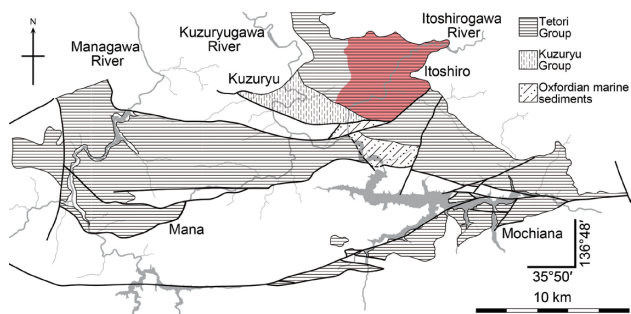 N
Managawa
River
Kuzuryugawa
River
Itoshirogawa
River
Kuzuryu
Itoshiro
Tetori
Group
Kuzuryu
Group
Oxfordian marine
sediments
Mana
Mochiana
136°48′
35°50′
10 km